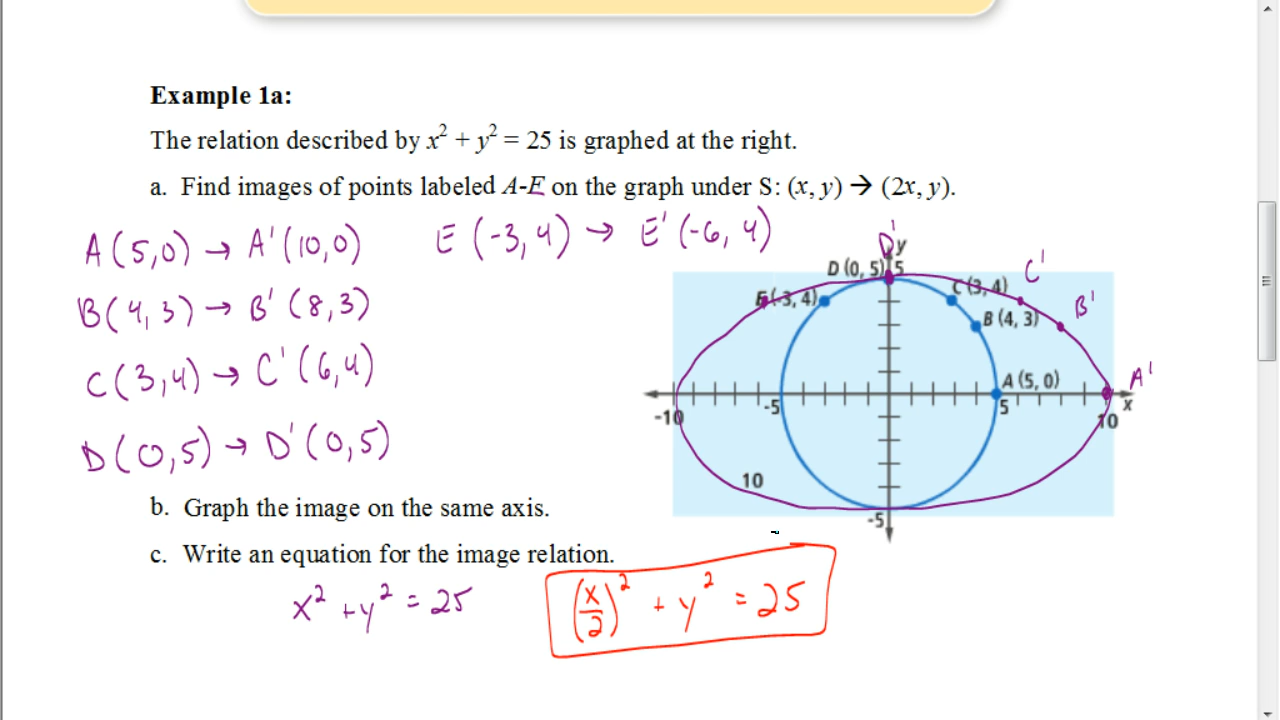 Example 1a:
The relation described by x² + y² = 25 is graphed at the right.
a. Find images of points labeled A-E on the graph under S: (x, y) → (2x, y).
A(5,0) → A'(10,0)
E(-3,4) → E'(-6,4)
B(4,3) → B'(8,3)
C(3,4) → C'(6,4)
D(0,5) → D'(0,5)
D'
y
D (0, 5)
5
C'
E(-3, 4)
C (3, 4)
B'
B (4, 3)
A (5, 0)
A'
-10
-5
5
10
x
10
-5
b. Graph the image on the same axis.
c. Write an equation for the image relation.
x² + y² = 25
(x/2)² + y² = 25